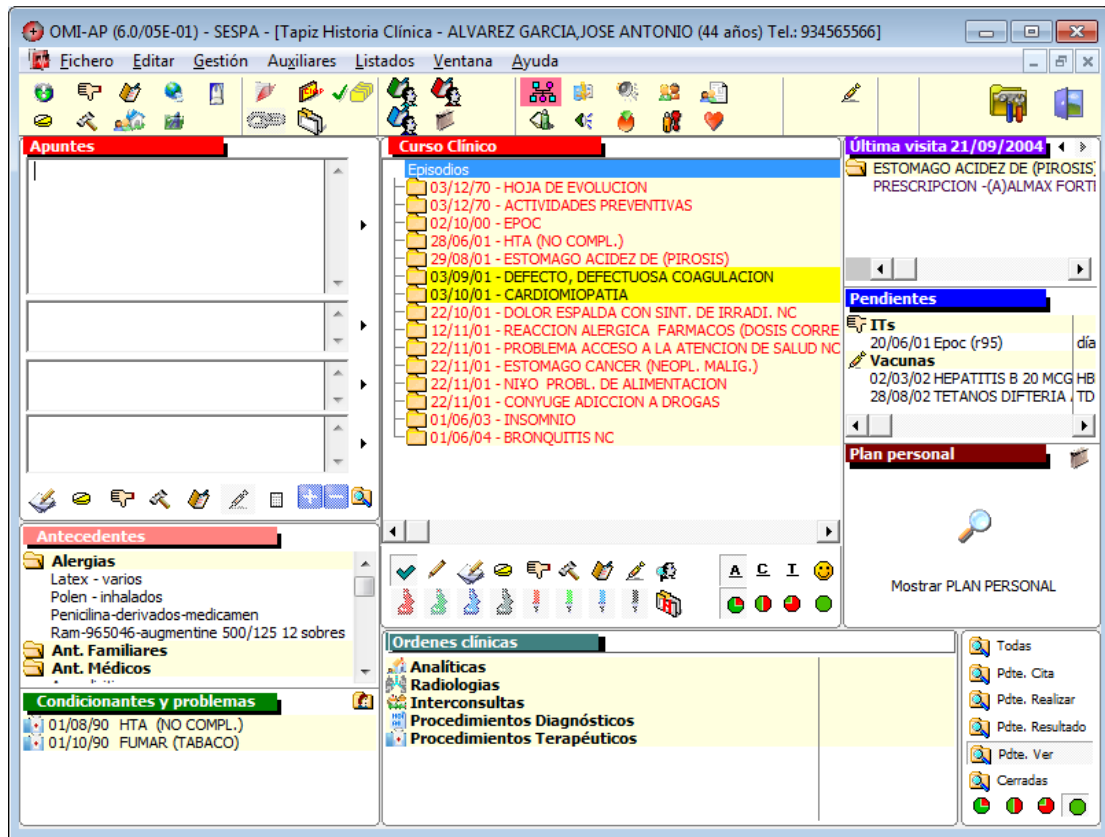 OMI-AP (6.0/05E-01) - SESPA - [Tapiz Historia Clínica - ALVAREZ GARCIA,JOSE ANTONIO (44 años) Tel.: 934565566]
Fichero Editar Gestión Auxiliares Listados Ventana Ayuda
Apuntes
Curso Clínico
Episodios
03/12/70 - HOJA DE EVOLUCION
03/12/70 - ACTIVIDADES PREVENTIVAS
02/10/00 - EPOC
28/06/01 - HTA (NO COMPL.)
29/08/01 - ESTOMAGO ACIDEZ DE (PIROSIS)
03/09/01 - DEFECTO, DEFECTUOSA COAGULACION
03/10/01 - CARDIOMIOPATIA
22/10/01 - DOLOR ESPALDA CON SINT. DE IRRADI. NC
12/11/01 - REACCION ALERGICA FARMACOS (DOSIS CORRE
22/11/01 - PROBLEMA ACCESO A LA ATENCION DE SALUD NC
22/11/01 - ESTOMAGO CANCER (NEOPL. MALIG.)
22/11/01 - NI¥O PROBL. DE ALIMENTACION
22/11/01 - CONYUGE ADICCION A DROGAS
01/06/03 - INSOMNIO
01/06/04 - BRONQUITIS NC
A C T
Última visita 21/09/2004
ESTOMAGO ACIDEZ DE (PIROSIS)
PRESCRIPCION -(A)ALMAX FORTI
Pendientes
ITs
20/06/01 Epoc (r95) día
Vacunas
02/03/02 HEPATITIS B 20 MCG HB
28/08/02 TETANOS DIFTERIA TD
Plan personal
Mostrar PLAN PERSONAL
Antecedentes
Alergias
Latex - varios
Polen - inhalados
Penicilina-derivados-medicamen
Ram-965046-augmentine 500/125 12 sobres
Ant. Familiares
Ant. Médicos
Condicionantes y problemas
01/08/90 HTA (NO COMPL.)
01/10/90 FUMAR (TABACO)
Ordenes clínicas
Analíticas
Radiologias
Interconsultas
Procedimientos Diagnósticos
Procedimientos Terapéuticos
Todas
Pdte. Cita
Pdte. Realizar
Pdte. Resultado
Pdte. Ver
Cerradas